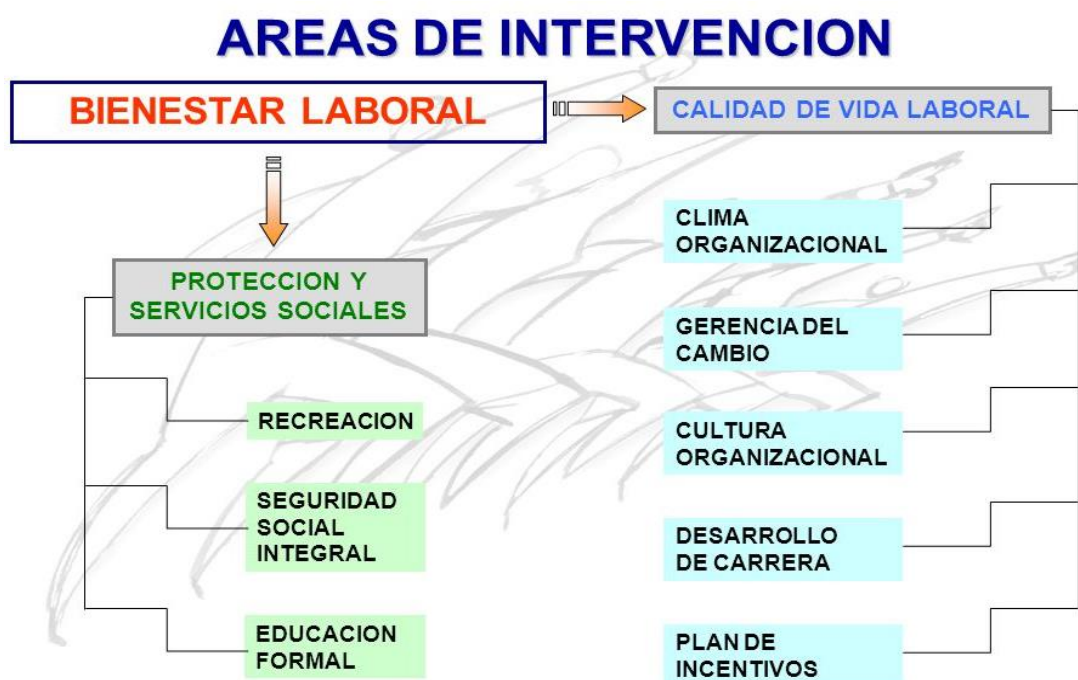 AREAS DE INTERVENCION
BIENESTAR LABORAL
CALIDAD DE VIDA LABORAL
PROTECCION Y
SERVICIOS SOCIALES
RECREACION
SEGURIDAD
SOCIAL
INTEGRAL
EDUCACION
FORMAL
CLIMA
ORGANIZACIONAL
GERENCIA DEL
CAMBIO
CULTURA
ORGANIZACIONAL
DESARROLLO
DE CARRERA
PLAN DE
INCENTIVOS